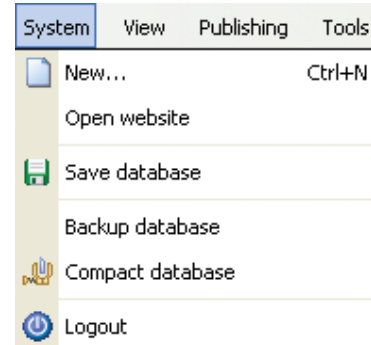 System View Publishing Tools
New... Ctrl+N
Open website
Save database
Backup database
Compact database
Logout